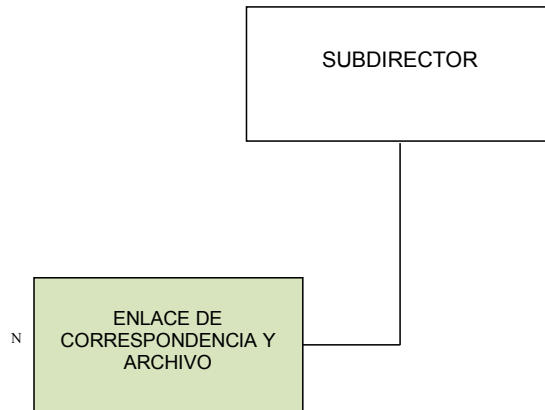 SUBDIRECTOR
ENLACE DE
N
CORRESPONDENCIA Y
ARCHIVO